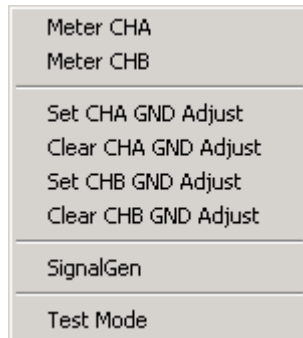 Meter CHA
Meter CHB
Set CHA GND Adjust
Clear CHA GND Adjust
Set CHB GND Adjust
Clear CHB GND Adjust
SignalGen
Test Mode